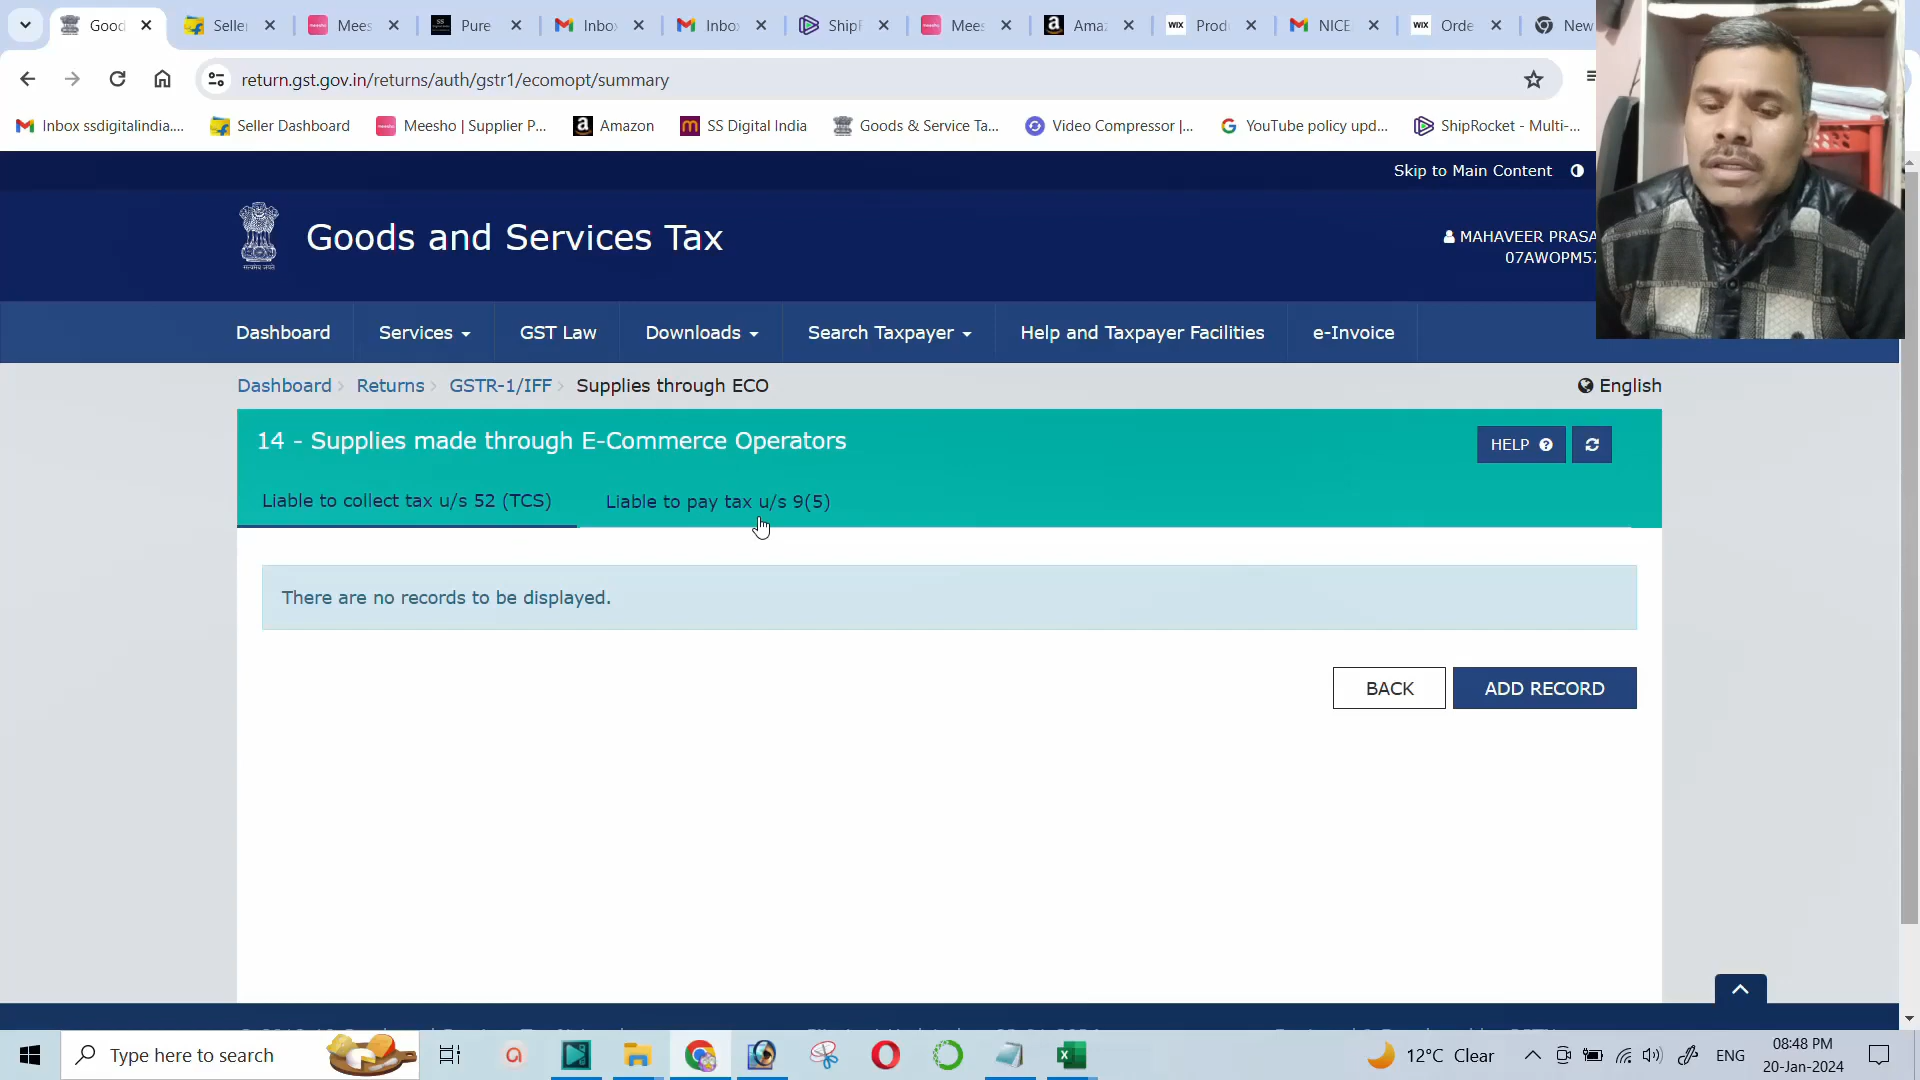 Good
Seller
Mees
Pure
Inbo
Inbo
Ship
Mees
Ama
WIX
Prod
NICE
WIX
Orde
New
return.gst.gov.in/returns/auth/gstr1/ecomopt/summary
Inbox ssdigitalindia....
Seller Dashboard
Meesho | Supplier P...
Amazon
SS Digital India
Goods & Service Ta...
Video Compressor |...
YouTube policy upd...
ShipRocket - Multi-...
Skip to Main Content
Goods and Services Tax
MAHAVEER PRASA
07AWOPM57
Dashboard
Services
GST Law
Downloads
Search Taxpayer
Help and Taxpayer Facilities
e-Invoice
Dashboard
Returns
GSTR-1/IFF
Supplies through ECO
English
14 - Supplies made through E-Commerce Operators
HELP
Liable to collect tax u/s 52 (TCS)
Liable to pay tax u/s 9(5)
There are no records to be displayed.
BACK
ADD RECORD
Type here to search
12°C Clear
ENG
08:48 PM
20-Jan-2024